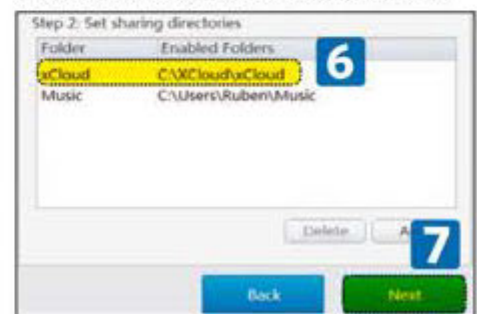 Step 2: Set sharing directories
Folder Enabled Folders
6
xCloud C:\XCloud\xCloud
Music C:\Users\Ruben\Music
Delete
7
Back Next